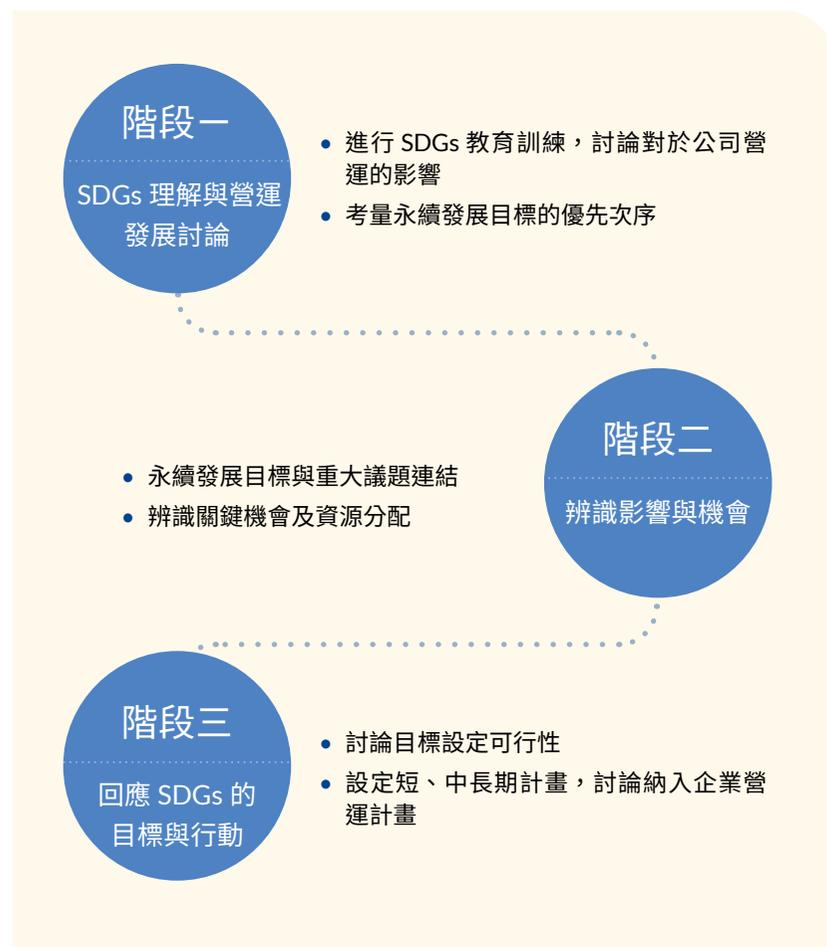 階段一
SDGs 理解與營運
發展討論
• 進行 SDGs 教育訓練，討論對於公司營
運的影響
• 考量永續發展目標的優先次序
階段二
辨識影響與機會
• 永續發展目標與重大議題連結
• 辨識關鍵機會及資源分配
階段三
回應 SDGs 的
目標與行動
• 討論目標設定可行性
• 設定短、中長期計畫，討論納入企業營
運計畫